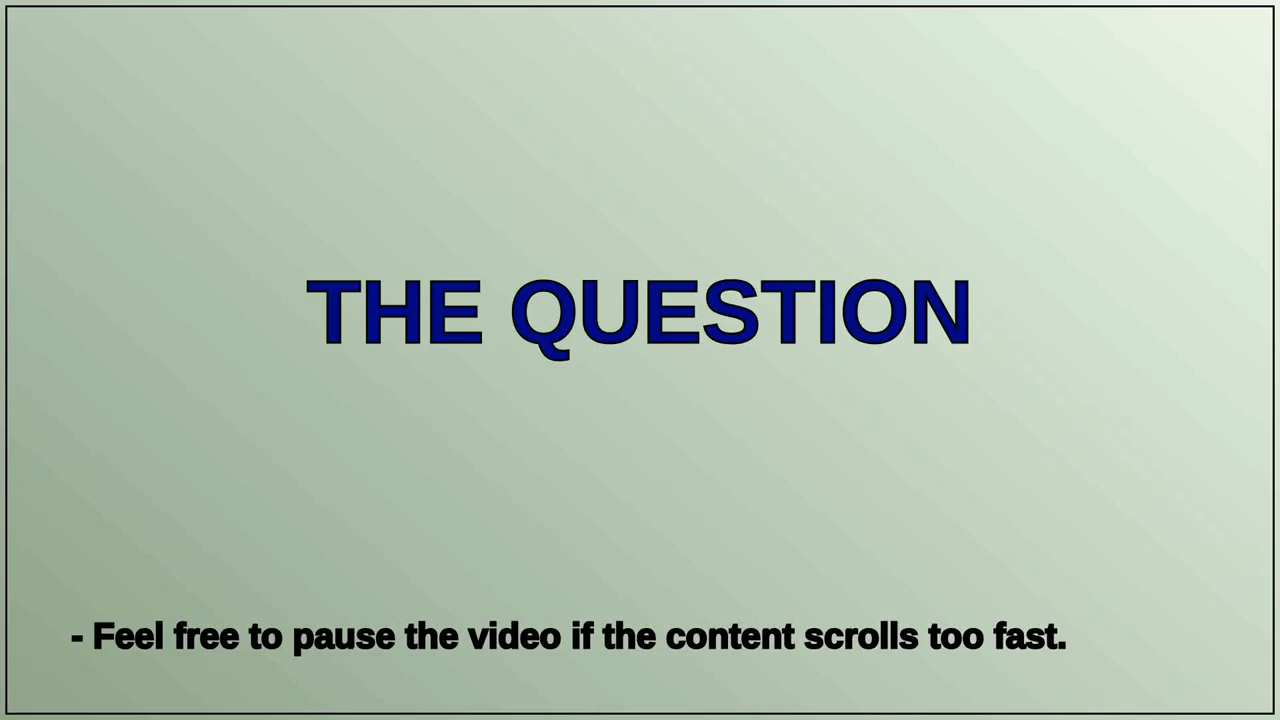 THE QUESTION
- Feel free to pause the video if the content scrolls too fast.